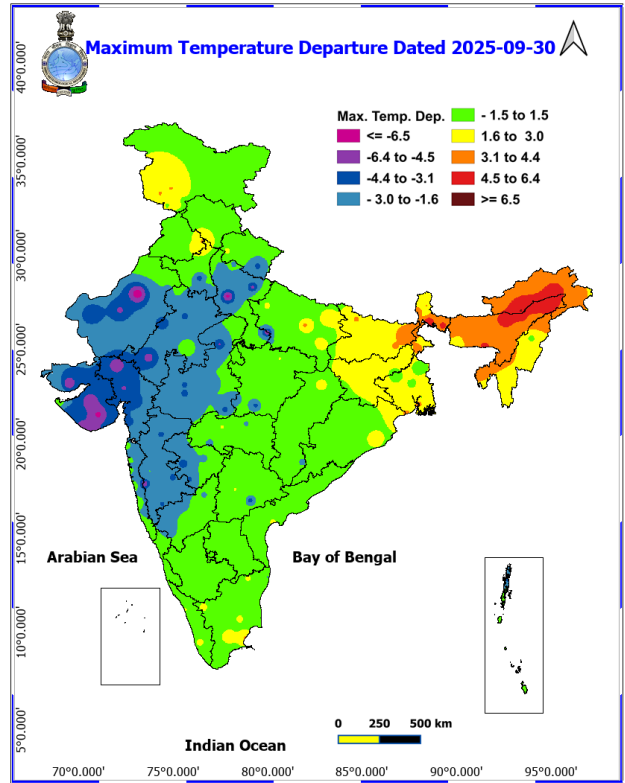 Maximum Temperature Departure Dated 2025-09-30
Max. Temp. Dep.
<= -6.5
-6.4 to -4.5
-4.4 to -3.1
- 3.0 to -1.6
- 1.5 to 1.5
1.6 to 3.0
3.1 to 4.4
4.5 to 6.4
>= 6.5
40°0.000'
35°0.000'
30°0.000'
25°0.000'
20°0.000'
15°0.000'
10°0.000'
5°0.000'
Arabian Sea
Bay of Bengal
Indian Ocean
0 250 500 km
70°0.000' 75°0.000' 80°0.000' 85°0.000' 90°0.000' 95°0.000'